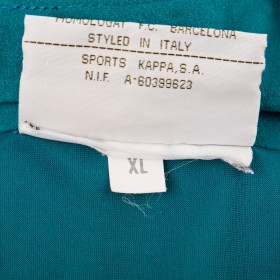 HOMOLOGAT F.C. BARCELONA
STYLED IN ITALY
SPORTS KAPPA,S.A.
N.I.F. A-60399623
XL